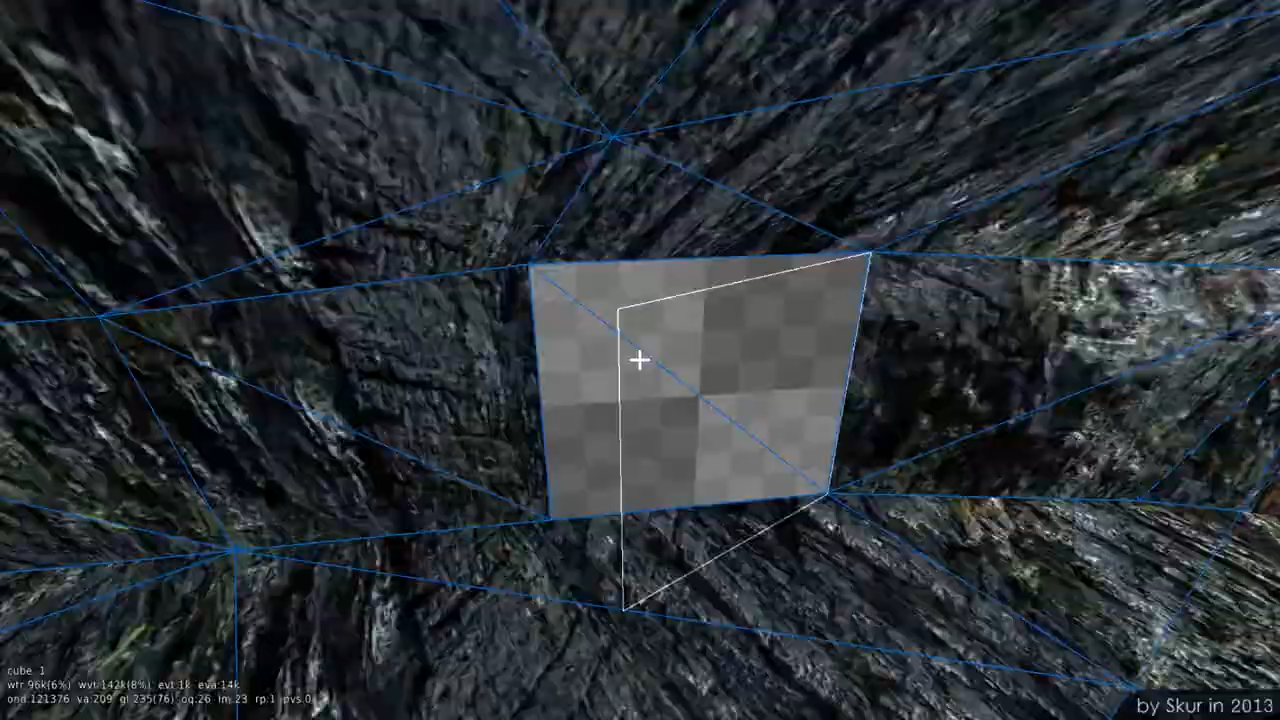 cube 1
wtr:96k(6%) wvt:142k(8%) evt:1k eva:14k
ond:121376 va:209 gl:235(76) oq:26 lm:23 rp:1 pvs:0
by Skur in 2013